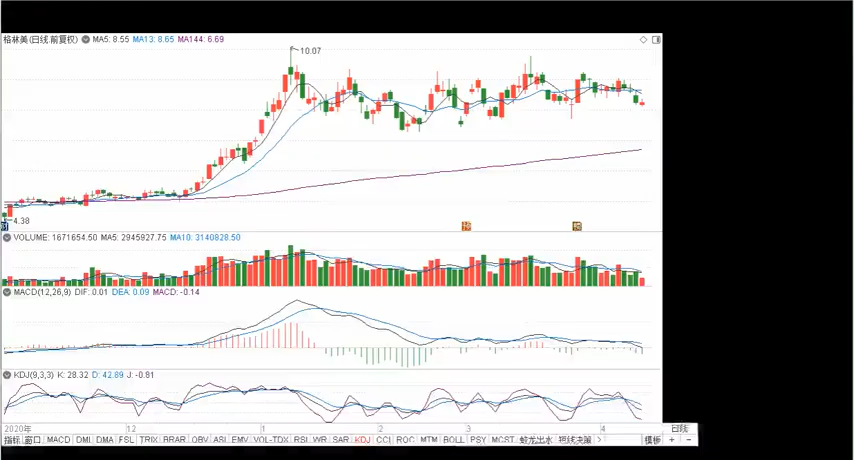 格林美(日线.前复权) MA5: 8.55 MA13: 8.65 MA144: 6.69
10.07
4.38
财
榜
VOLUME: 1671654.50 MA5: 2945927.75 MA10: 3140828.50
MACD(12,26,9) DIF: 0.01 DEA: 0.09 MACD: -0.14
KDJ(9,3,3) K: 28.32 D: 42.89 J: -0.81
2020年 12 1 2 3 4 日线
指标 窗口 MACD DMI DMA FSL TRIX BRAR OBV ASI EMV VOL-TDX RSI WR SAR KDJ CCI ROC MTM BOLL PSY MCST 蛟龙出水 短线决策 > 模板 + -